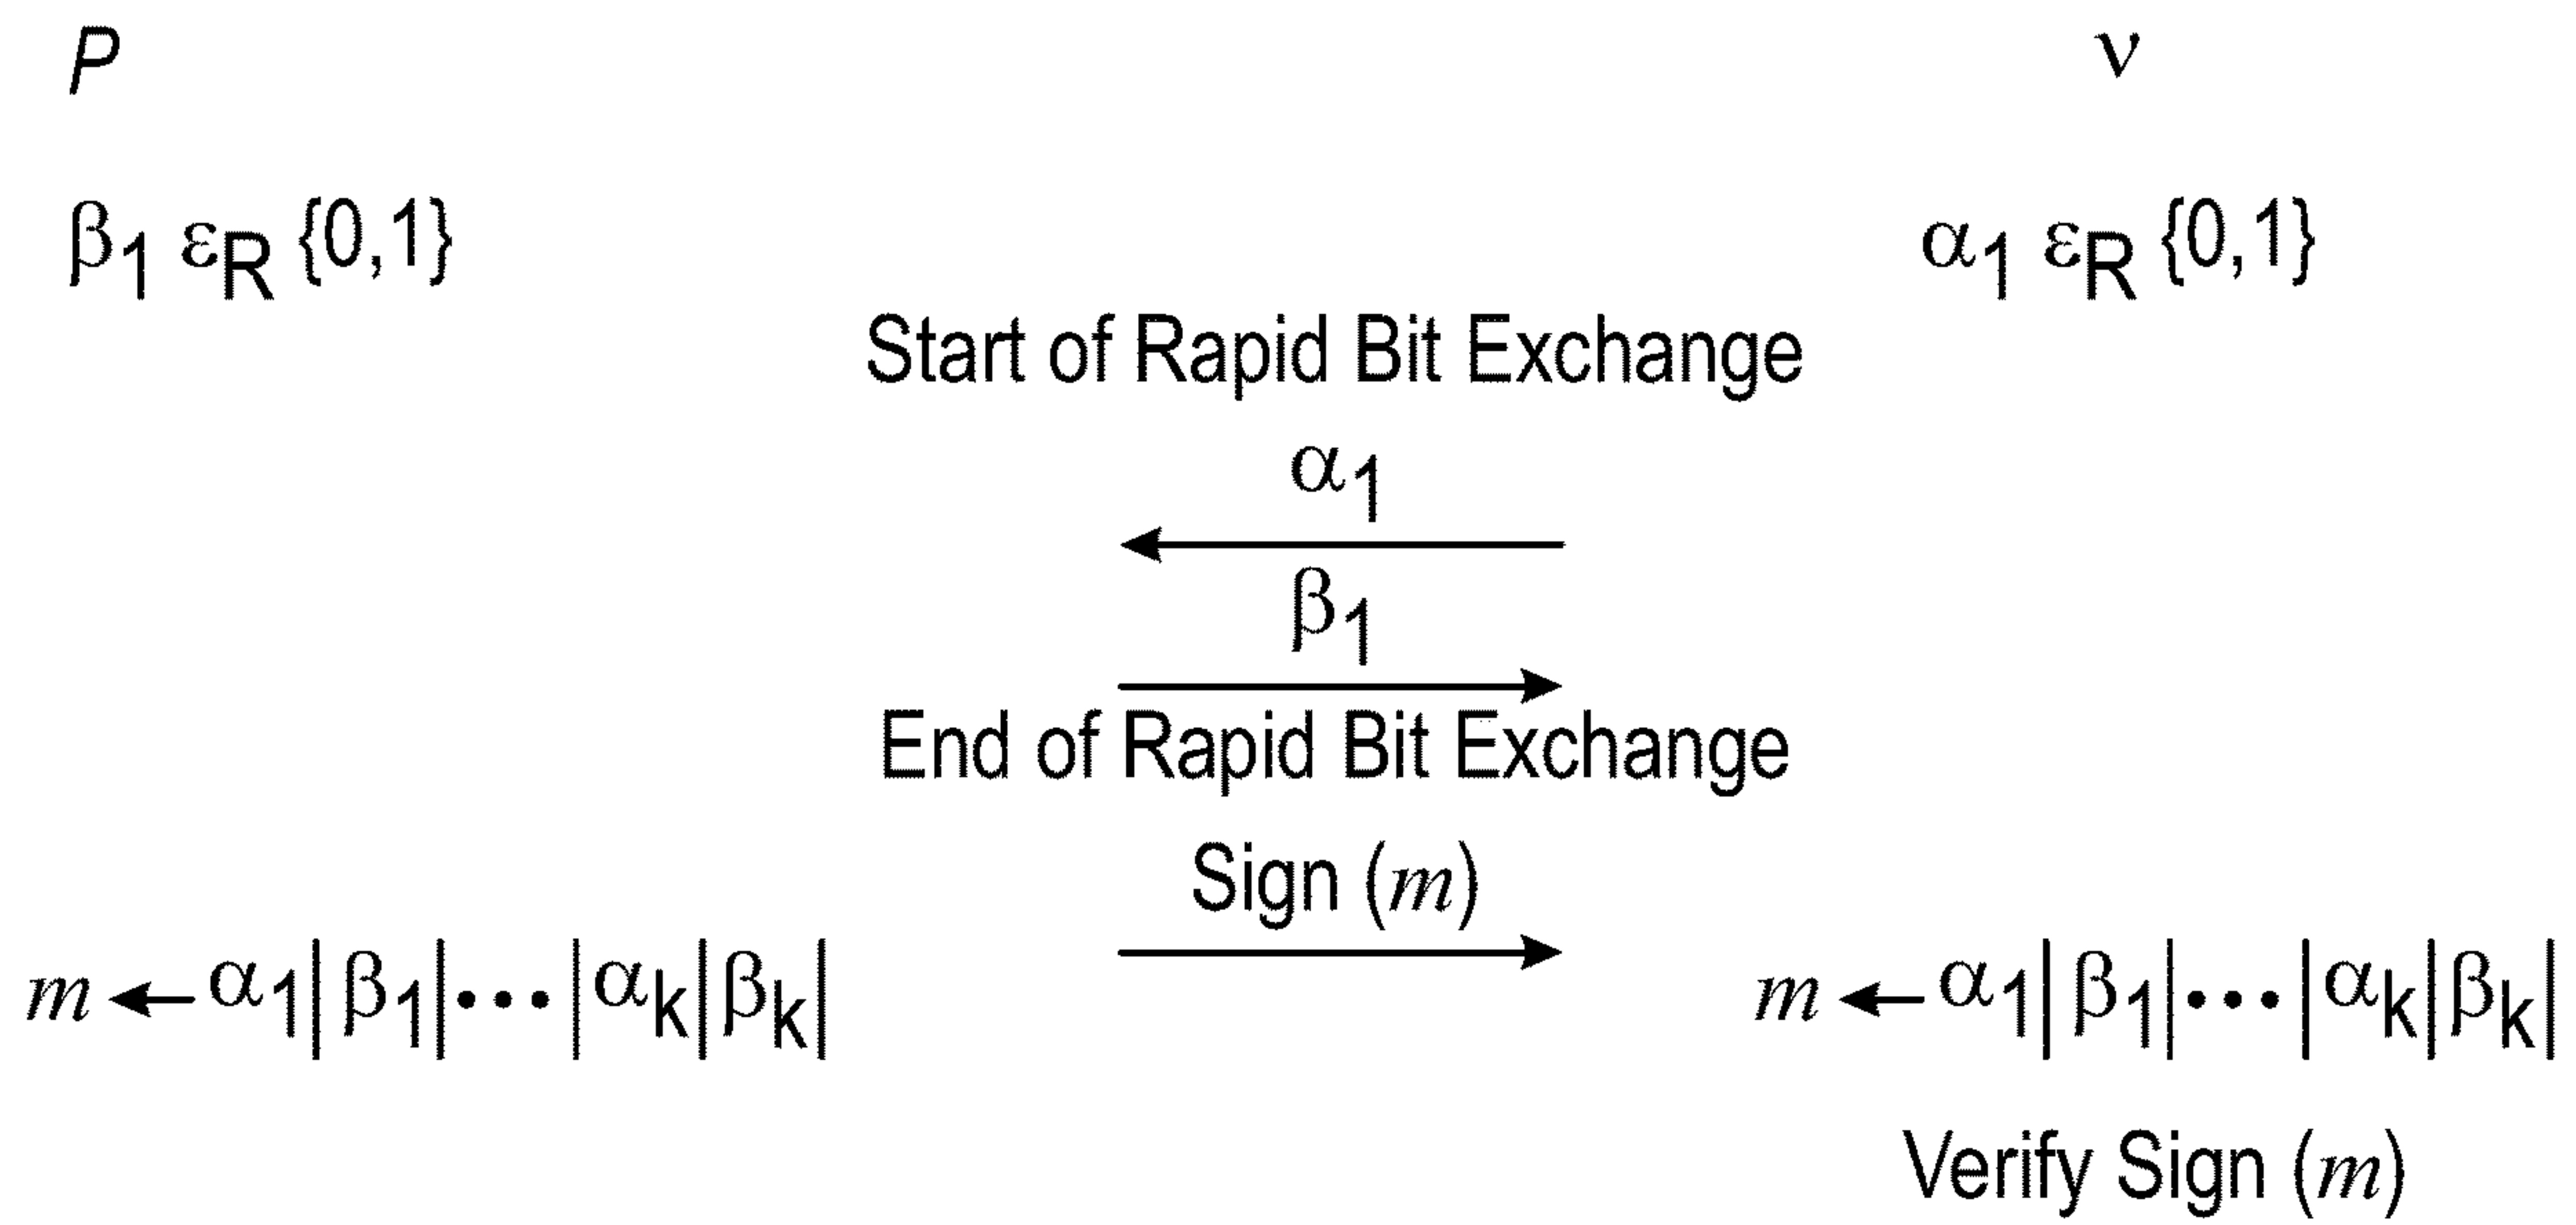 P ν
β1 εR {0,1} α1 εR {0,1}
Start of Rapid Bit Exchange
α1
β1
End of Rapid Bit Exchange
Sign (m)
m ← α1| β1|•••|αk|βk| m ← α1| β1|•••|αk|βk|
Verify Sign (m)